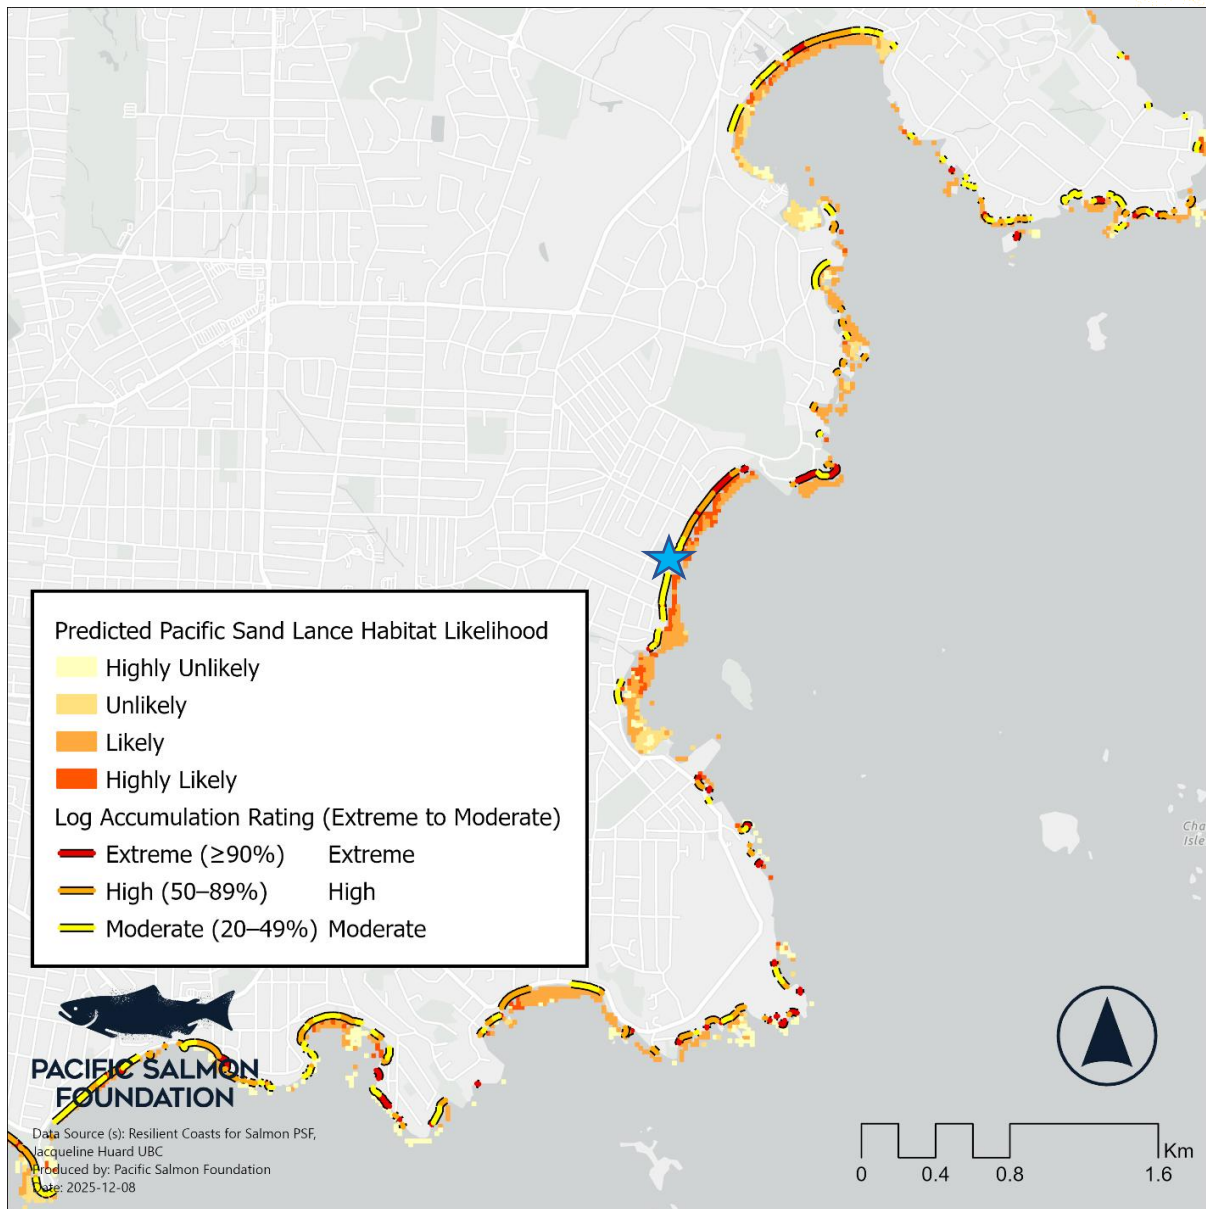 Predicted Pacific Sand Lance Habitat Likelihood
Highly Unlikely
Unlikely
Likely
Highly Likely
Log Accumulation Rating (Extreme to Moderate)
Extreme (≥90%) Extreme
High (50–89%) High
Moderate (20–49%) Moderate
Cha
Isle
PACIFIC SALMON
FOUNDATION
Data Source (s): Resilient Coasts for Salmon PSF,
Jacqueline Huard UBC
Produced by: Pacific Salmon Foundation
Date: 2025-12-08
Km
0 0.4 0.8 1.6